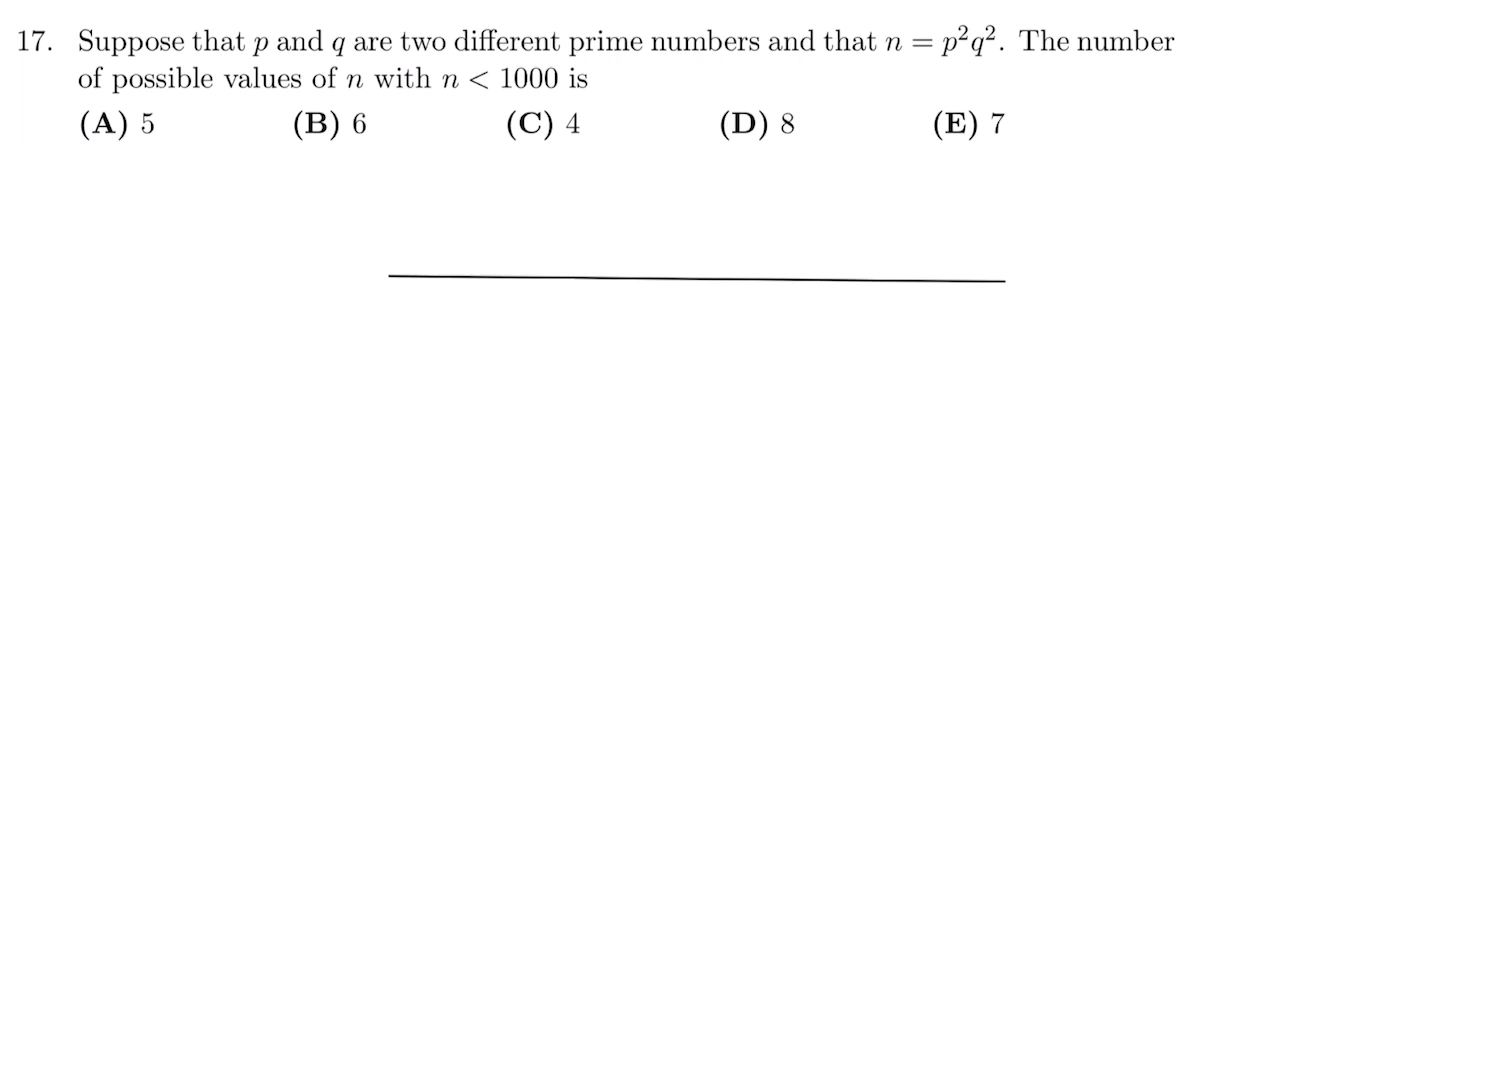 17. Suppose that p and q are two different prime numbers and that n = p²q². The number
of possible values of n with n < 1000 is
(A) 5 (B) 6 (C) 4 (D) 8 (E) 7